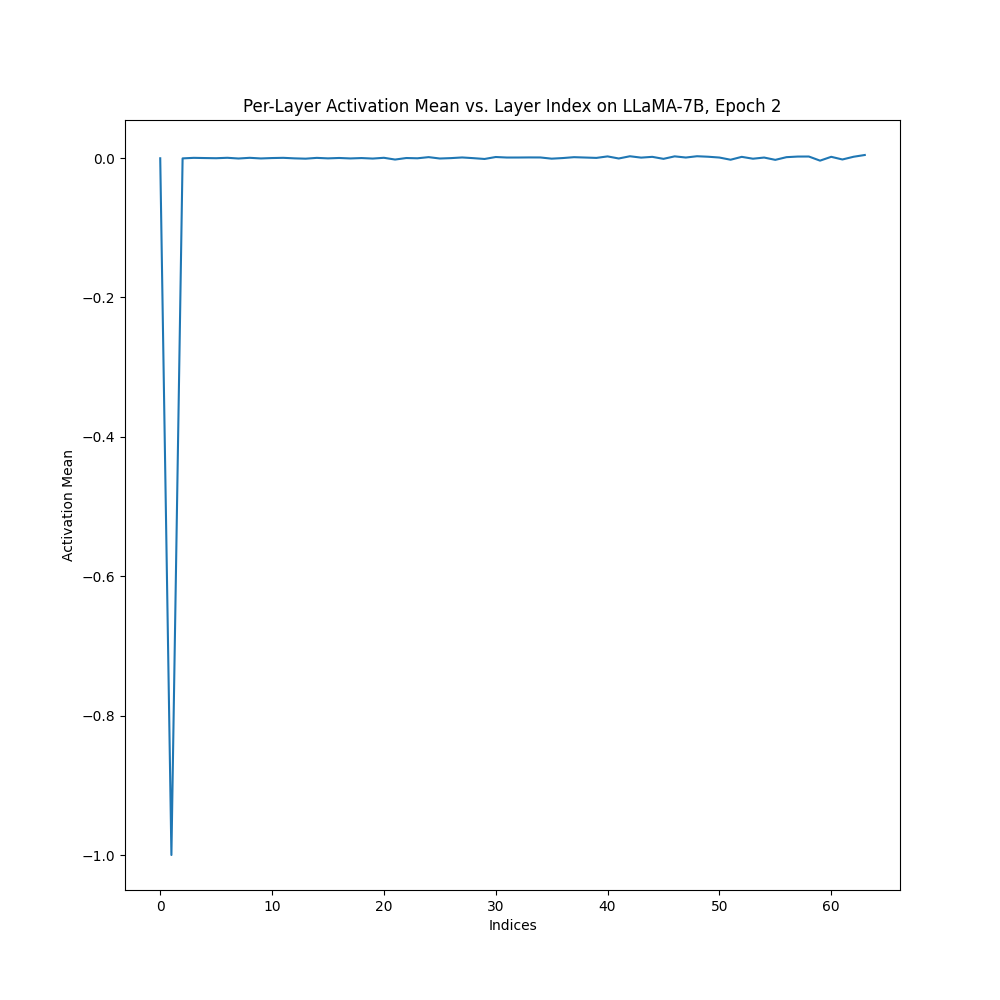 Per-Layer Activation Mean vs. Layer Index on LLaMA-7B, Epoch 2
0.0
−0.2
−0.4
−0.6
−0.8
−1.0
Activation Mean
0 10 20 30 40 50 60
Indices